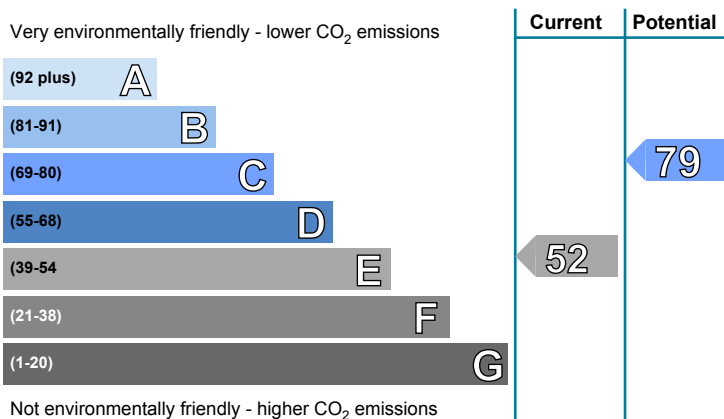 Current Potential
Very environmentally friendly - lower CO2 emissions
(92 plus) A
(81-91) B
(69-80) C 79
(55-68) D
(39-54 E 52
(21-38) F
(1-20) G
Not environmentally friendly - higher CO2 emissions